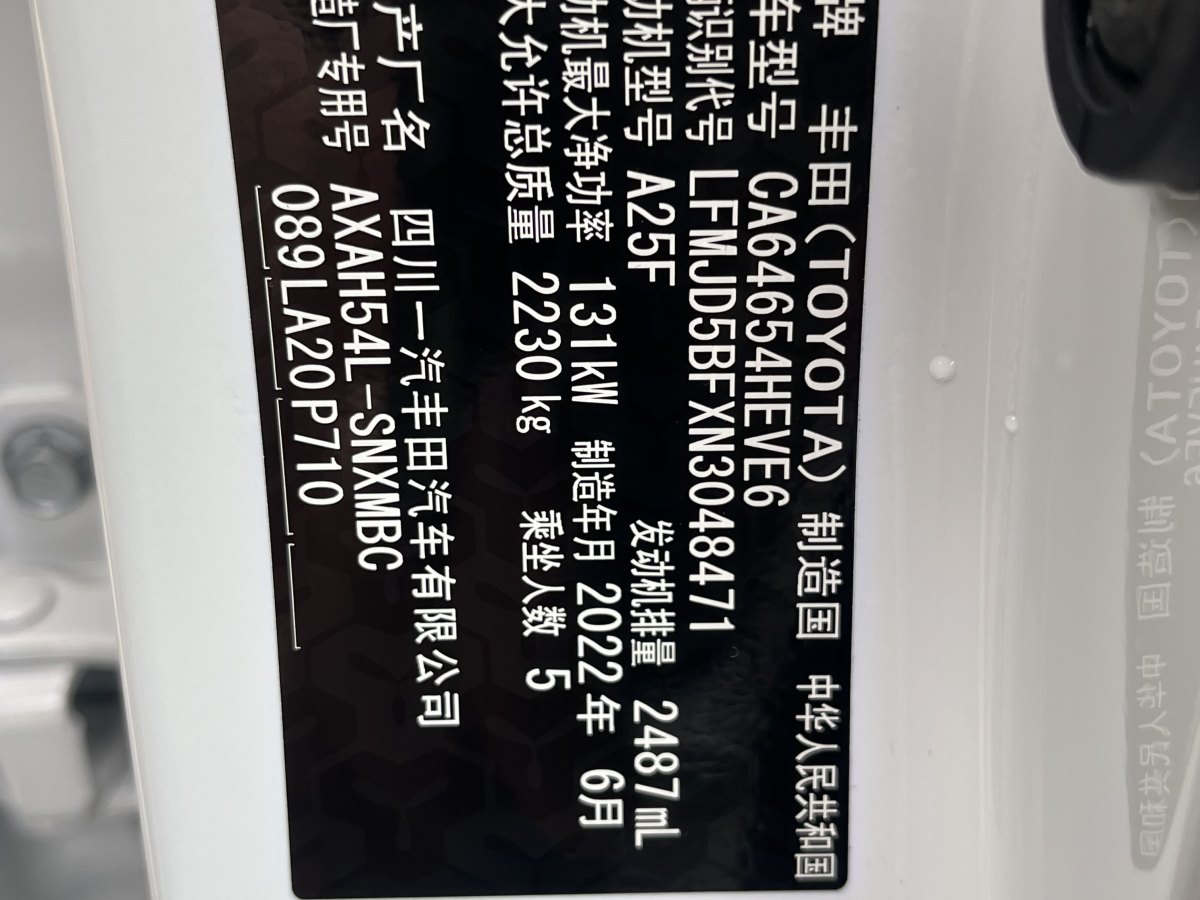 牌 丰田(TOYOTA) 制造国 中华人民共和国
车型号 CA64654HEVE6
识别代号 LFMJD5BFXN3048471
动机型号 A25F 发动机排量 2487mL
动机最大净功率 131kW 制造年月 2022年 6月
大允许总质量 2230kg 乘坐人数 5
产厂名 四川一汽丰田汽车有限公司
造厂专用号 AXAH54L-SNXMBC
089LA20P710